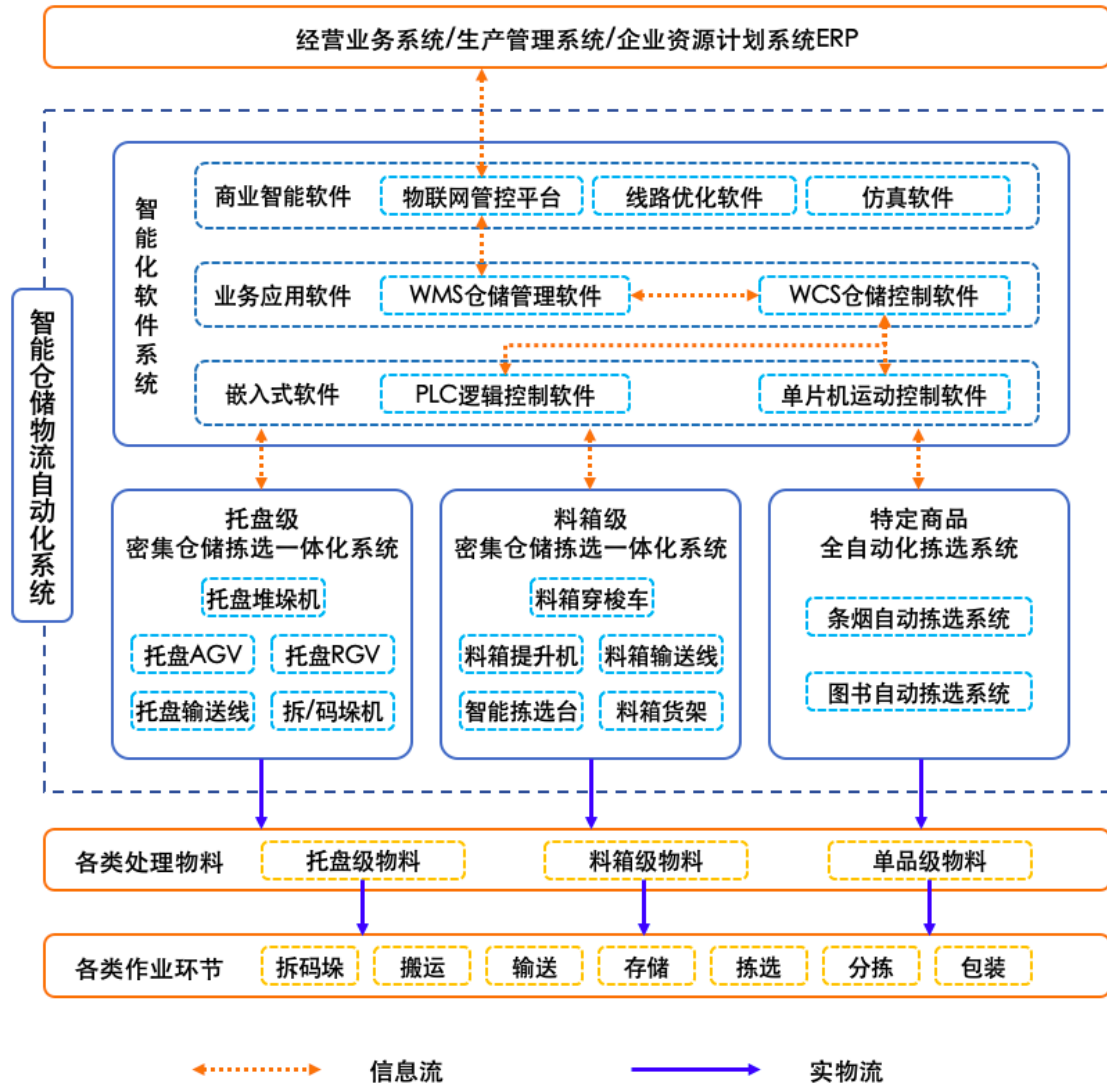 经营业务系统/生产管理系统/企业资源计划系统ERP
智能仓储物流自动化系统
智能化软件系统
商业智能软件
物联网管控平台
线路优化软件
仿真软件
业务应用软件
WMS仓储管理软件
WCS仓储控制软件
嵌入式软件
PLC逻辑控制软件
单片机运动控制软件
托盘级
密集仓储拣选一体化系统
托盘堆垛机
托盘AGV
托盘RGV
托盘输送线
拆/码垛机
料箱级
密集仓储拣选一体化系统
料箱穿梭车
料箱提升机
料箱输送线
智能拣选台
料箱货架
特定商品
全自动化拣选系统
条烟自动拣选系统
图书自动拣选系统
各类处理物料
托盘级物料
料箱级物料
单品级物料
各类作业环节
拆码垛
搬运
输送
存储
拣选
分拣
包装
信息流
实物流